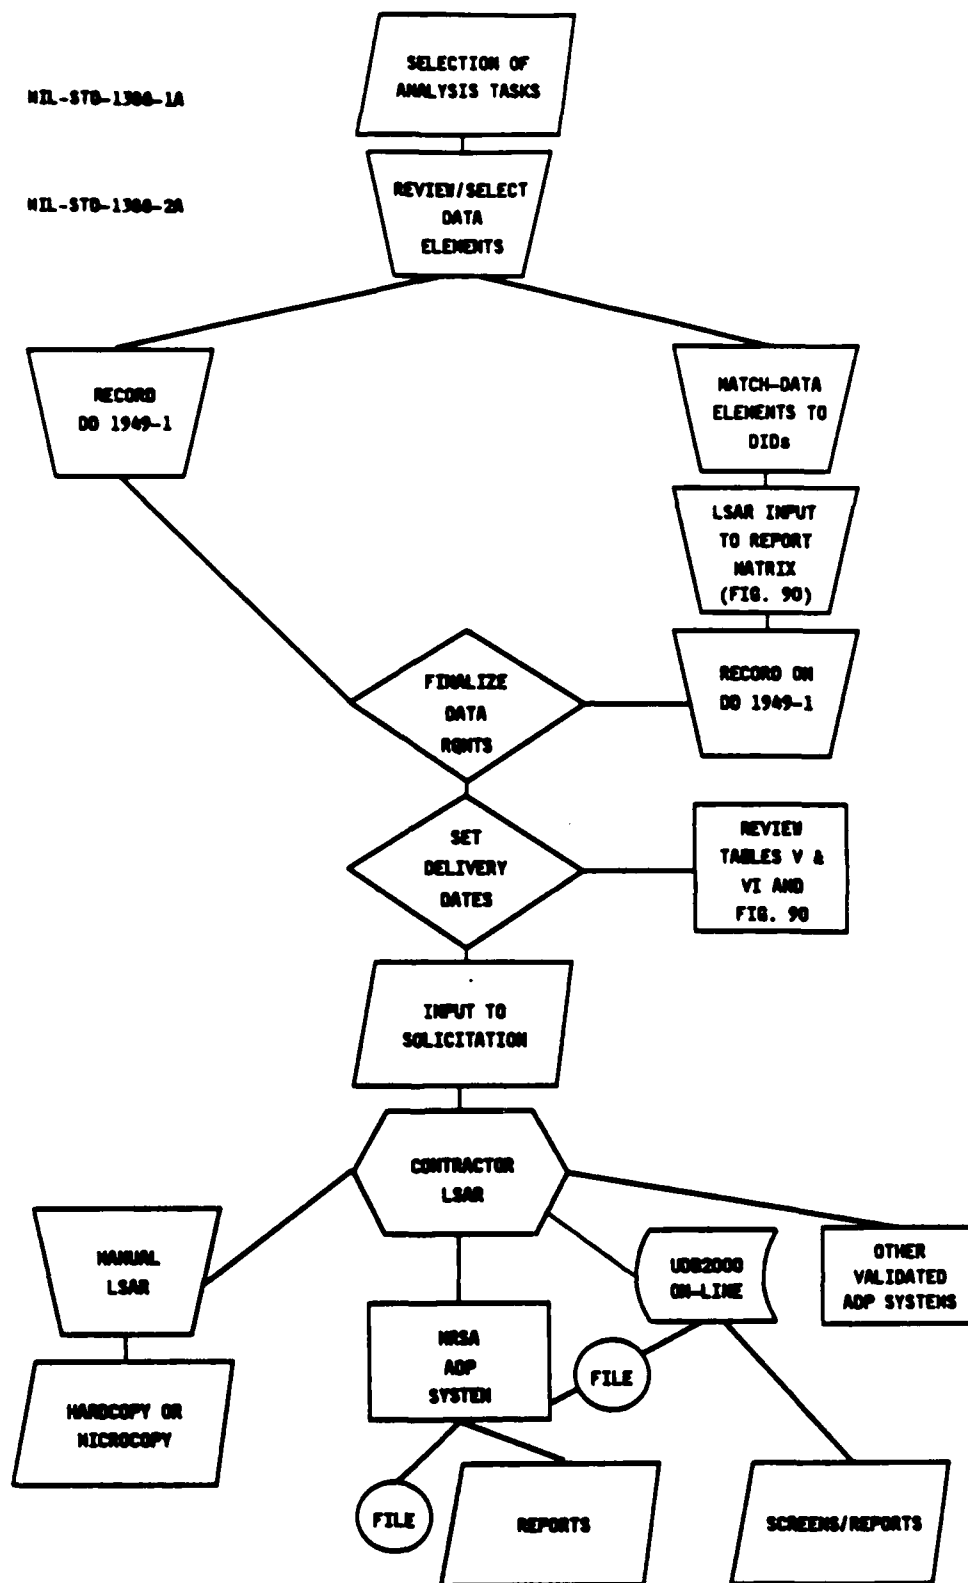 SELECTION OF
ANALYSIS TASKS
MIL-STD-1388-1A
REVIEW/SELECT
DATA
ELEMENTS
MIL-STD-1388-2A
RECORD
DD 1949-1
MATCH-DATA
ELEMENTS TO
DIDs
LSAR INPUT
TO REPORT
MATRIX
(FIG. 90)
RECORD ON
DD 1949-1
FINALIZE
DATA
RQMTS
SET
DELIVERY
DATES
REVIEW
TABLES V &
VI AND
FIG. 90
INPUT TO
SOLICITATION
CONTRACTOR
LSAR
MANUAL
LSAR
HARDCOPY OR
MICROCOPY
MRSA
ADP
SYSTEM
UDB2000
ON-LINE
OTHER
VALIDATED
ADP SYSTEMS
FILE
FILE
REPORTS
SCREENS/REPORTS